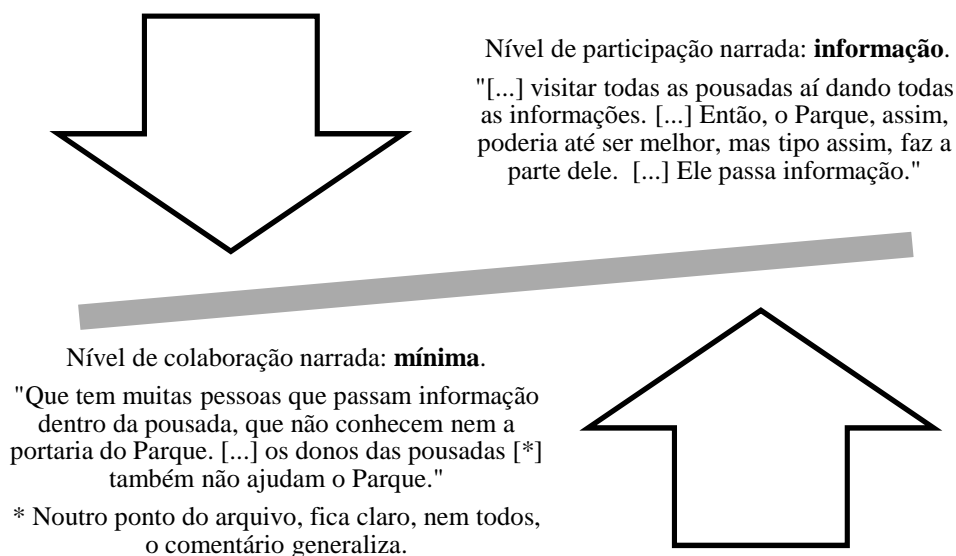 Nível de participação narrada: informação.
"[...] visitar todas as pousadas aí dando todas
as informações. [...] Então, o Parque, assim,
poderia até ser melhor, mas tipo assim, faz a
parte dele.  [...] Ele passa informação."
Nível de colaboração narrada: mínima.
"Que tem muitas pessoas que passam informação
dentro da pousada, que não conhecem nem a
portaria do Parque. [...] os donos das pousadas [*]
também não ajudam o Parque."
* Noutro ponto do arquivo, fica claro, nem todos,
o comentário generaliza.